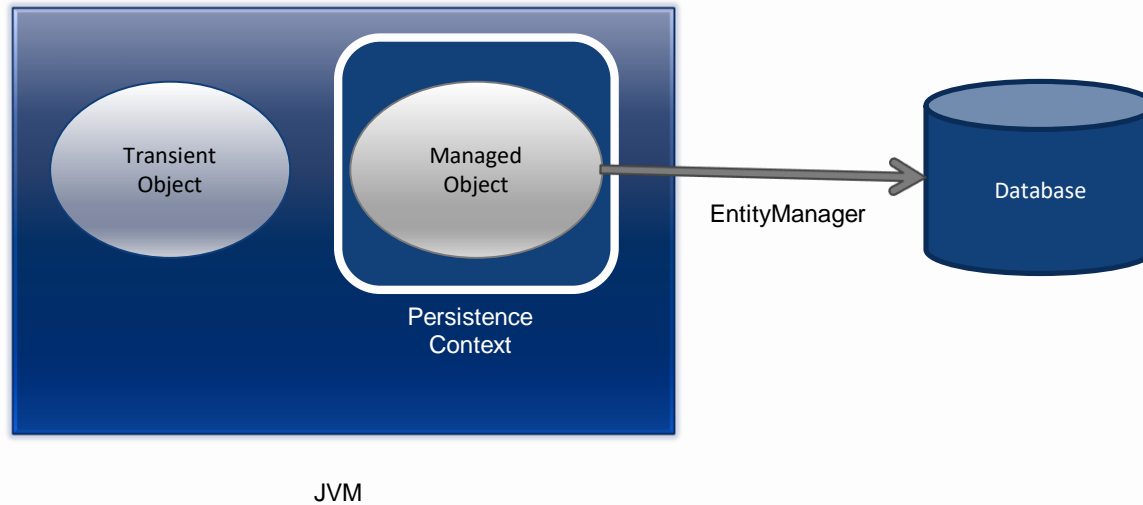 Transient
Object
Managed
Object
EntityManager
Database
Persistence
Context
JVM